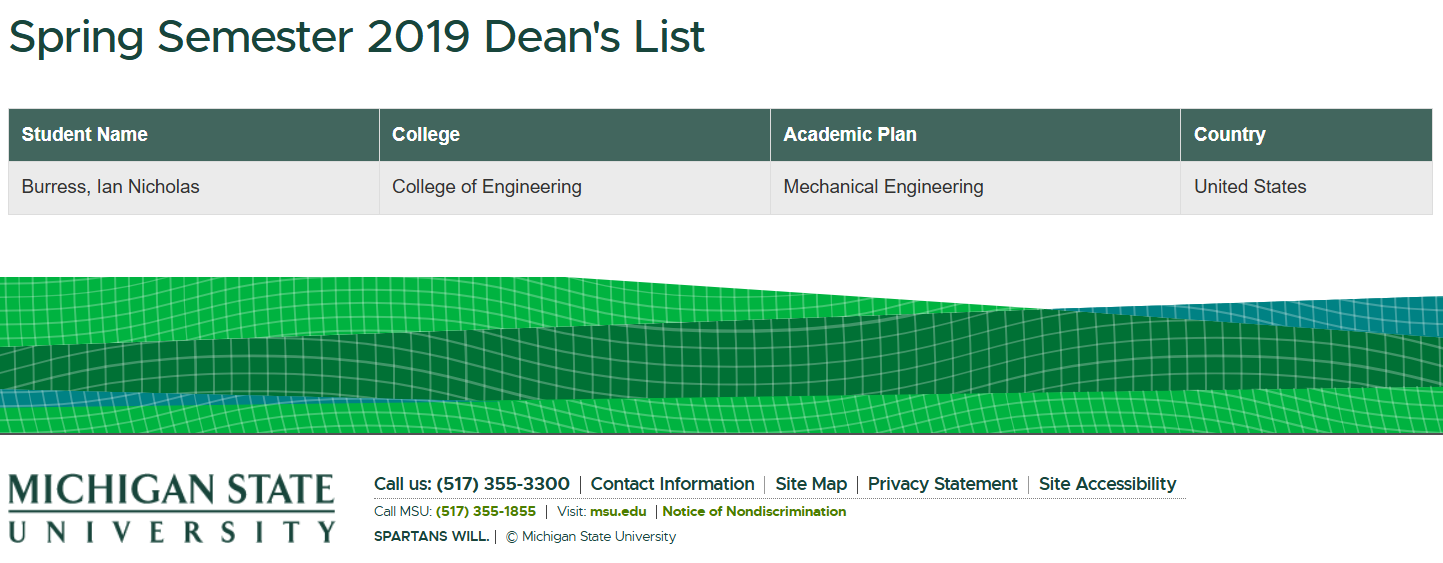 Spring Semester 2019 Dean's List
Student Name College Academic Plan Country
Burress, Ian Nicholas College of Engineering Mechanical Engineering United States
MICHIGAN STATE
UNIVERSITY
Call us: (517) 355-3300 | Contact Information | Site Map | Privacy Statement | Site Accessibility
Call MSU: (517) 355-1855 | Visit: msu.edu | Notice of Nondiscrimination
SPARTANS WILL. | © Michigan State University